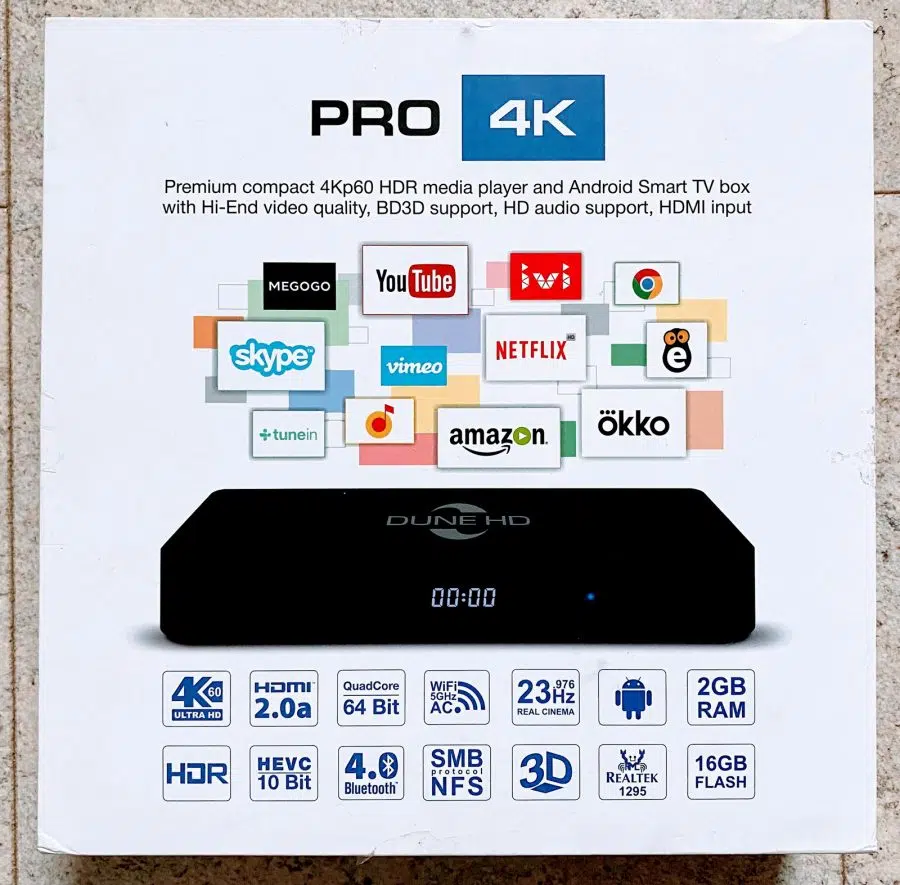 PRO 4K
Premium compact 4Kp60 HDR media player and Android Smart TV box
with Hi-End video quality, BD3D support, HD audio support, HDMI input
MEGOGO
YouTube
ivi
skype™
vimeo
NETFLIX
HD
e
tunein
amazon
ökko
DUNE HD
00:00
4K 60
ULTRA HD
HDMI™
2.0a
QuadCore
64 Bit
WiFi
5GHz
AC.
23.976
Hz
REAL CINEMA
2GB
RAM
HDR
HEVC
10 Bit
4.0
Bluetooth™
SMB
protocol
NFS
3D
REALTEK
1295
16GB
FLASH